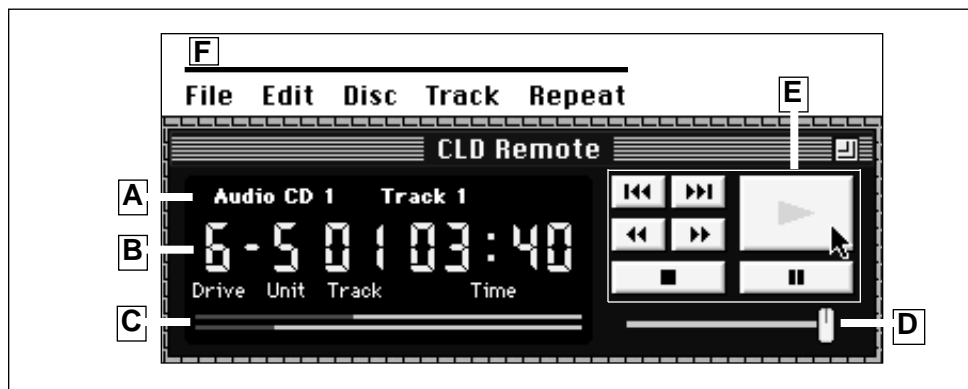 F
File Edit Disc Track Repeat
E
CLD Remote
A
Audio CD 1 Track 1
B
6-5 01 03:40
Drive Unit Track Time
C
D